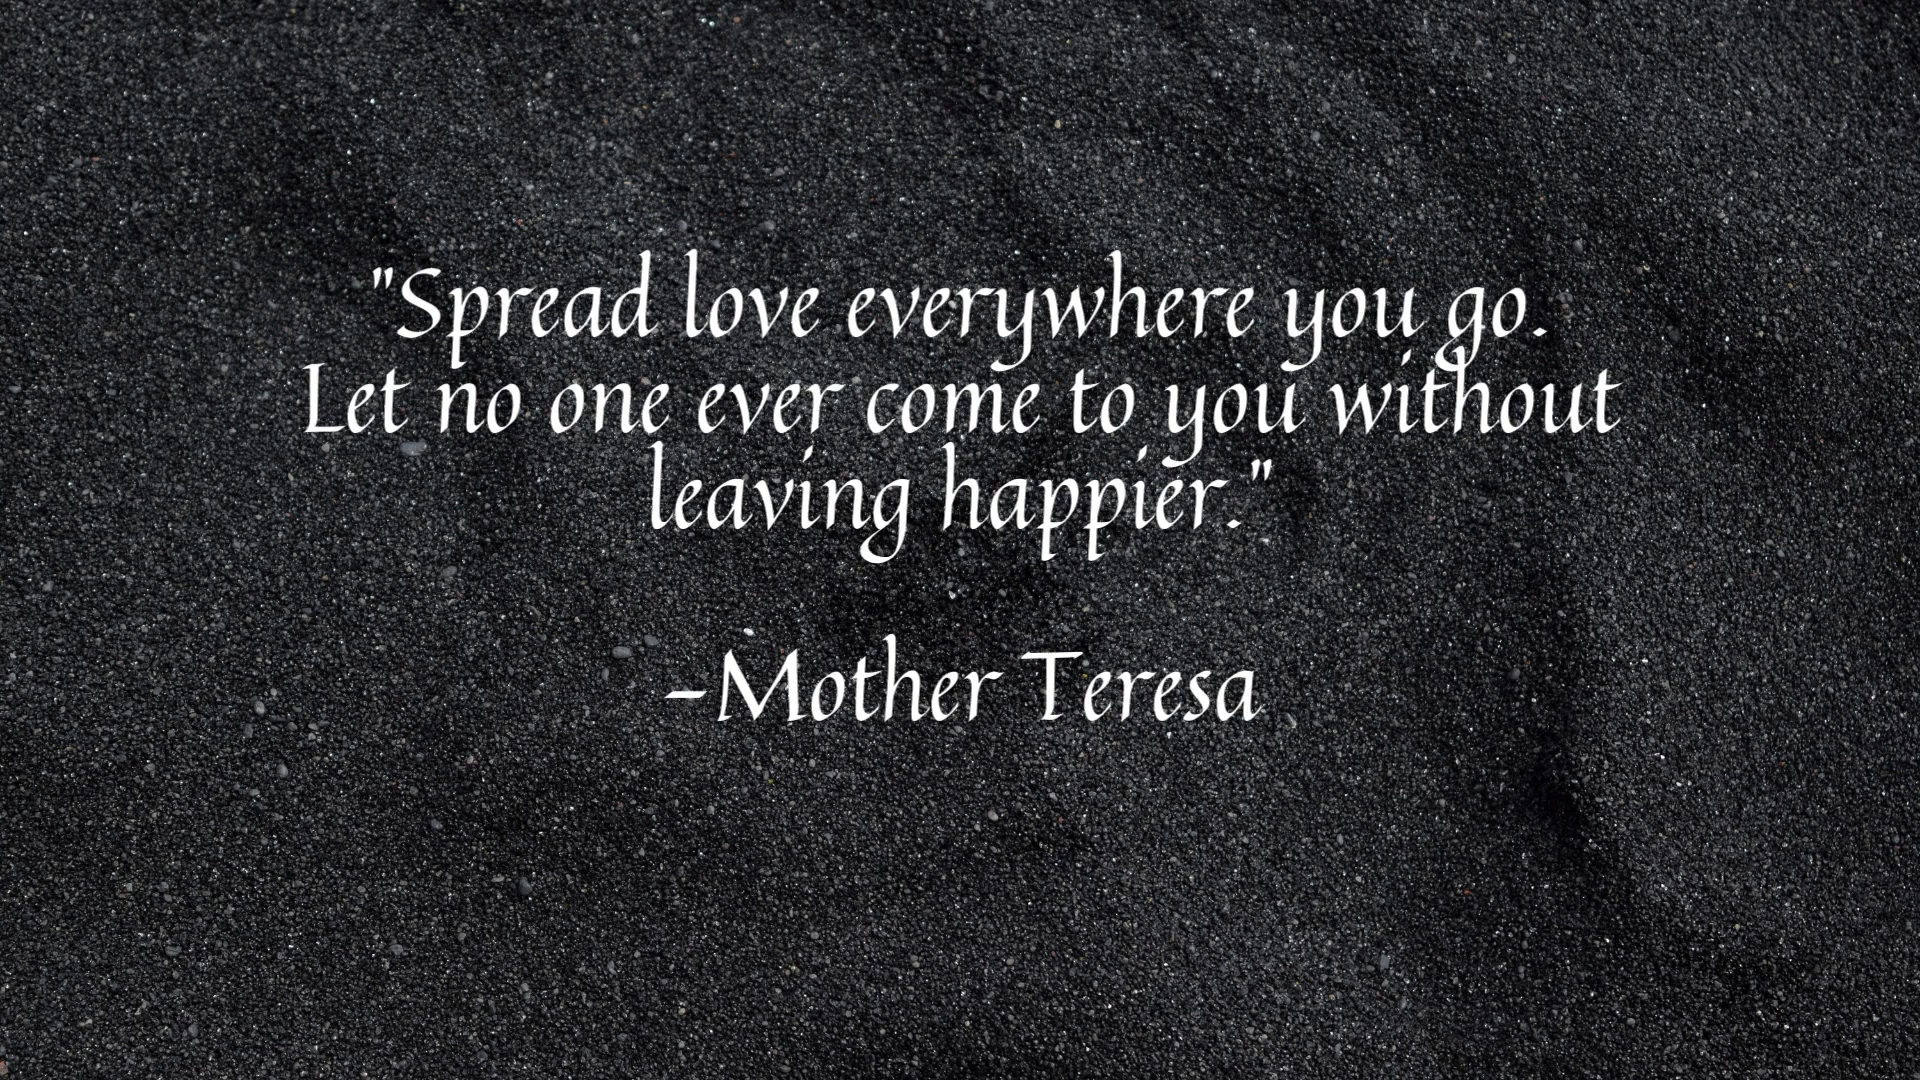 "Spread love everywhere you go.
Let no one ever come to you without
leaving happier."
-Mother Teresa